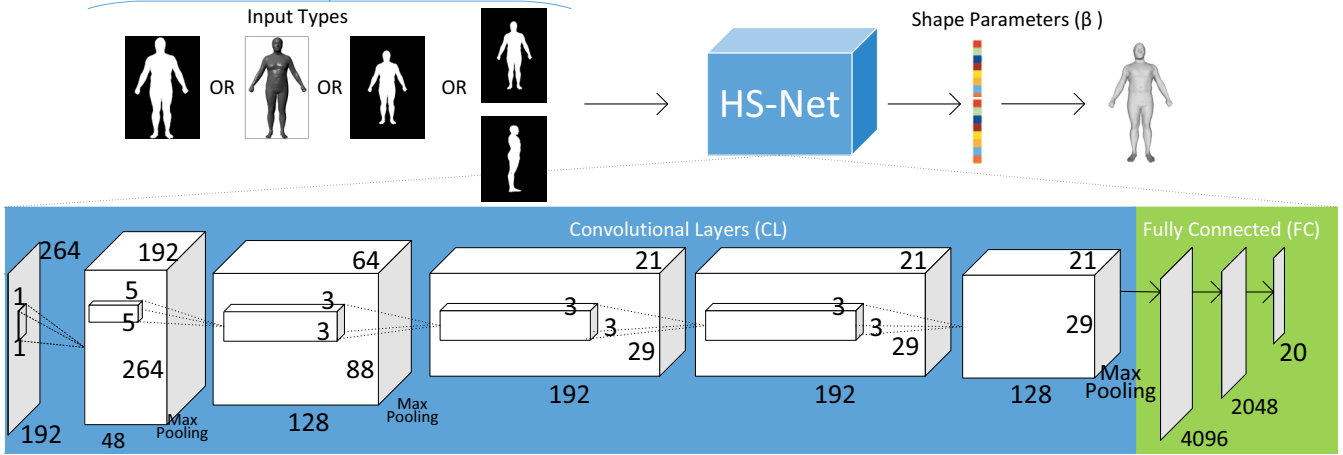 Input Types
Shape Parameters (β )
OR
OR
OR
HS-Net
Convolutional Layers (CL)
Fully Connected (FC)
264
1
1
192
192
5
5
264
48
Max
Pooling
64
3
3
88
128
Max
Pooling
21
3
3
29
192
21
3
3
29
192
21
29
128
Max
Pooling
4096
2048
20